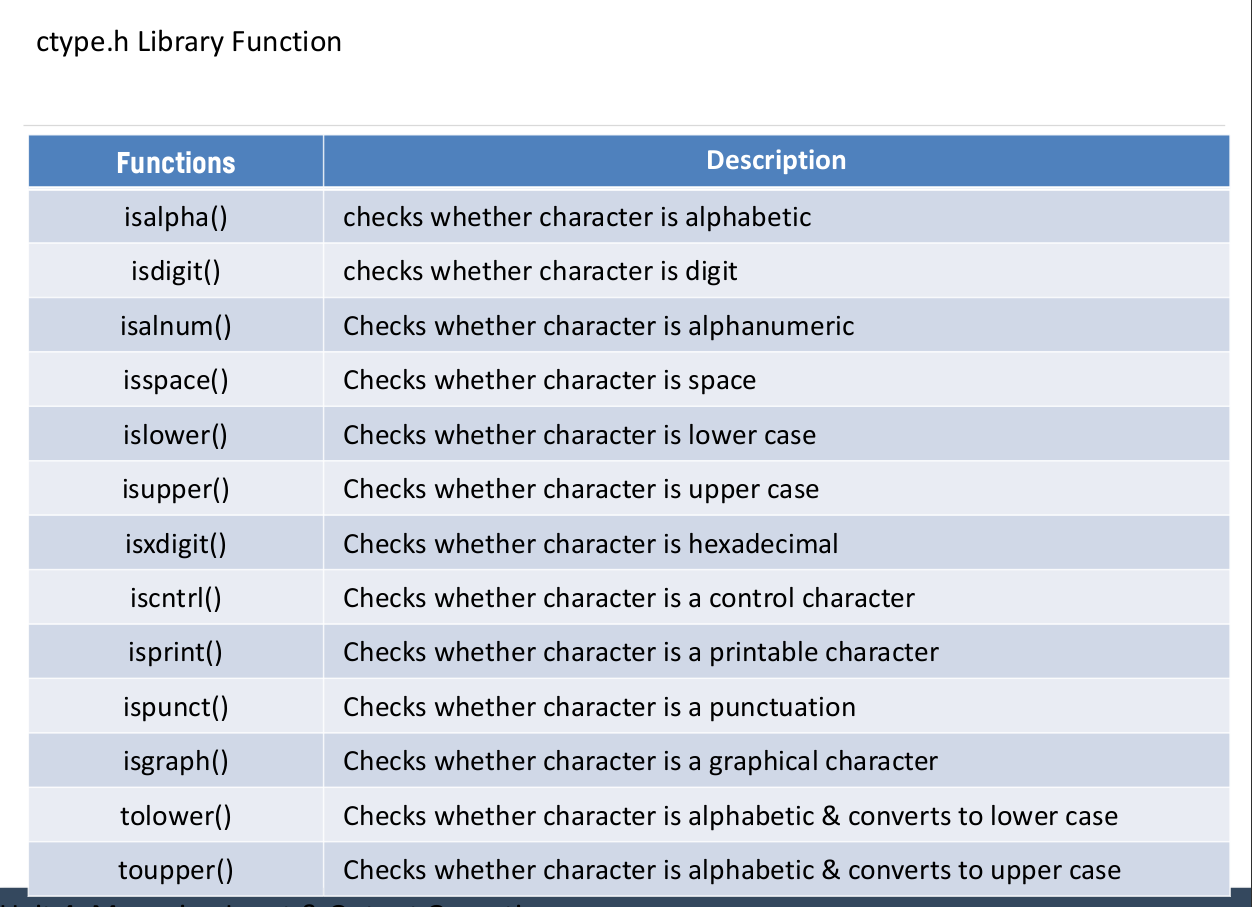 ctype.h Library Function
Functions Description
isalpha() checks whether character is alphabetic
isdigit() checks whether character is digit
isalnum() Checks whether character is alphanumeric
isspace() Checks whether character is space
islower() Checks whether character is lower case
isupper() Checks whether character is upper case
isxdigit() Checks whether character is hexadecimal
iscntrl() Checks whether character is a control character
isprint() Checks whether character is a printable character
ispunct() Checks whether character is a punctuation
isgraph() Checks whether character is a graphical character
tolower() Checks whether character is alphabetic & converts to lower case
toupper() Checks whether character is alphabetic & converts to upper case